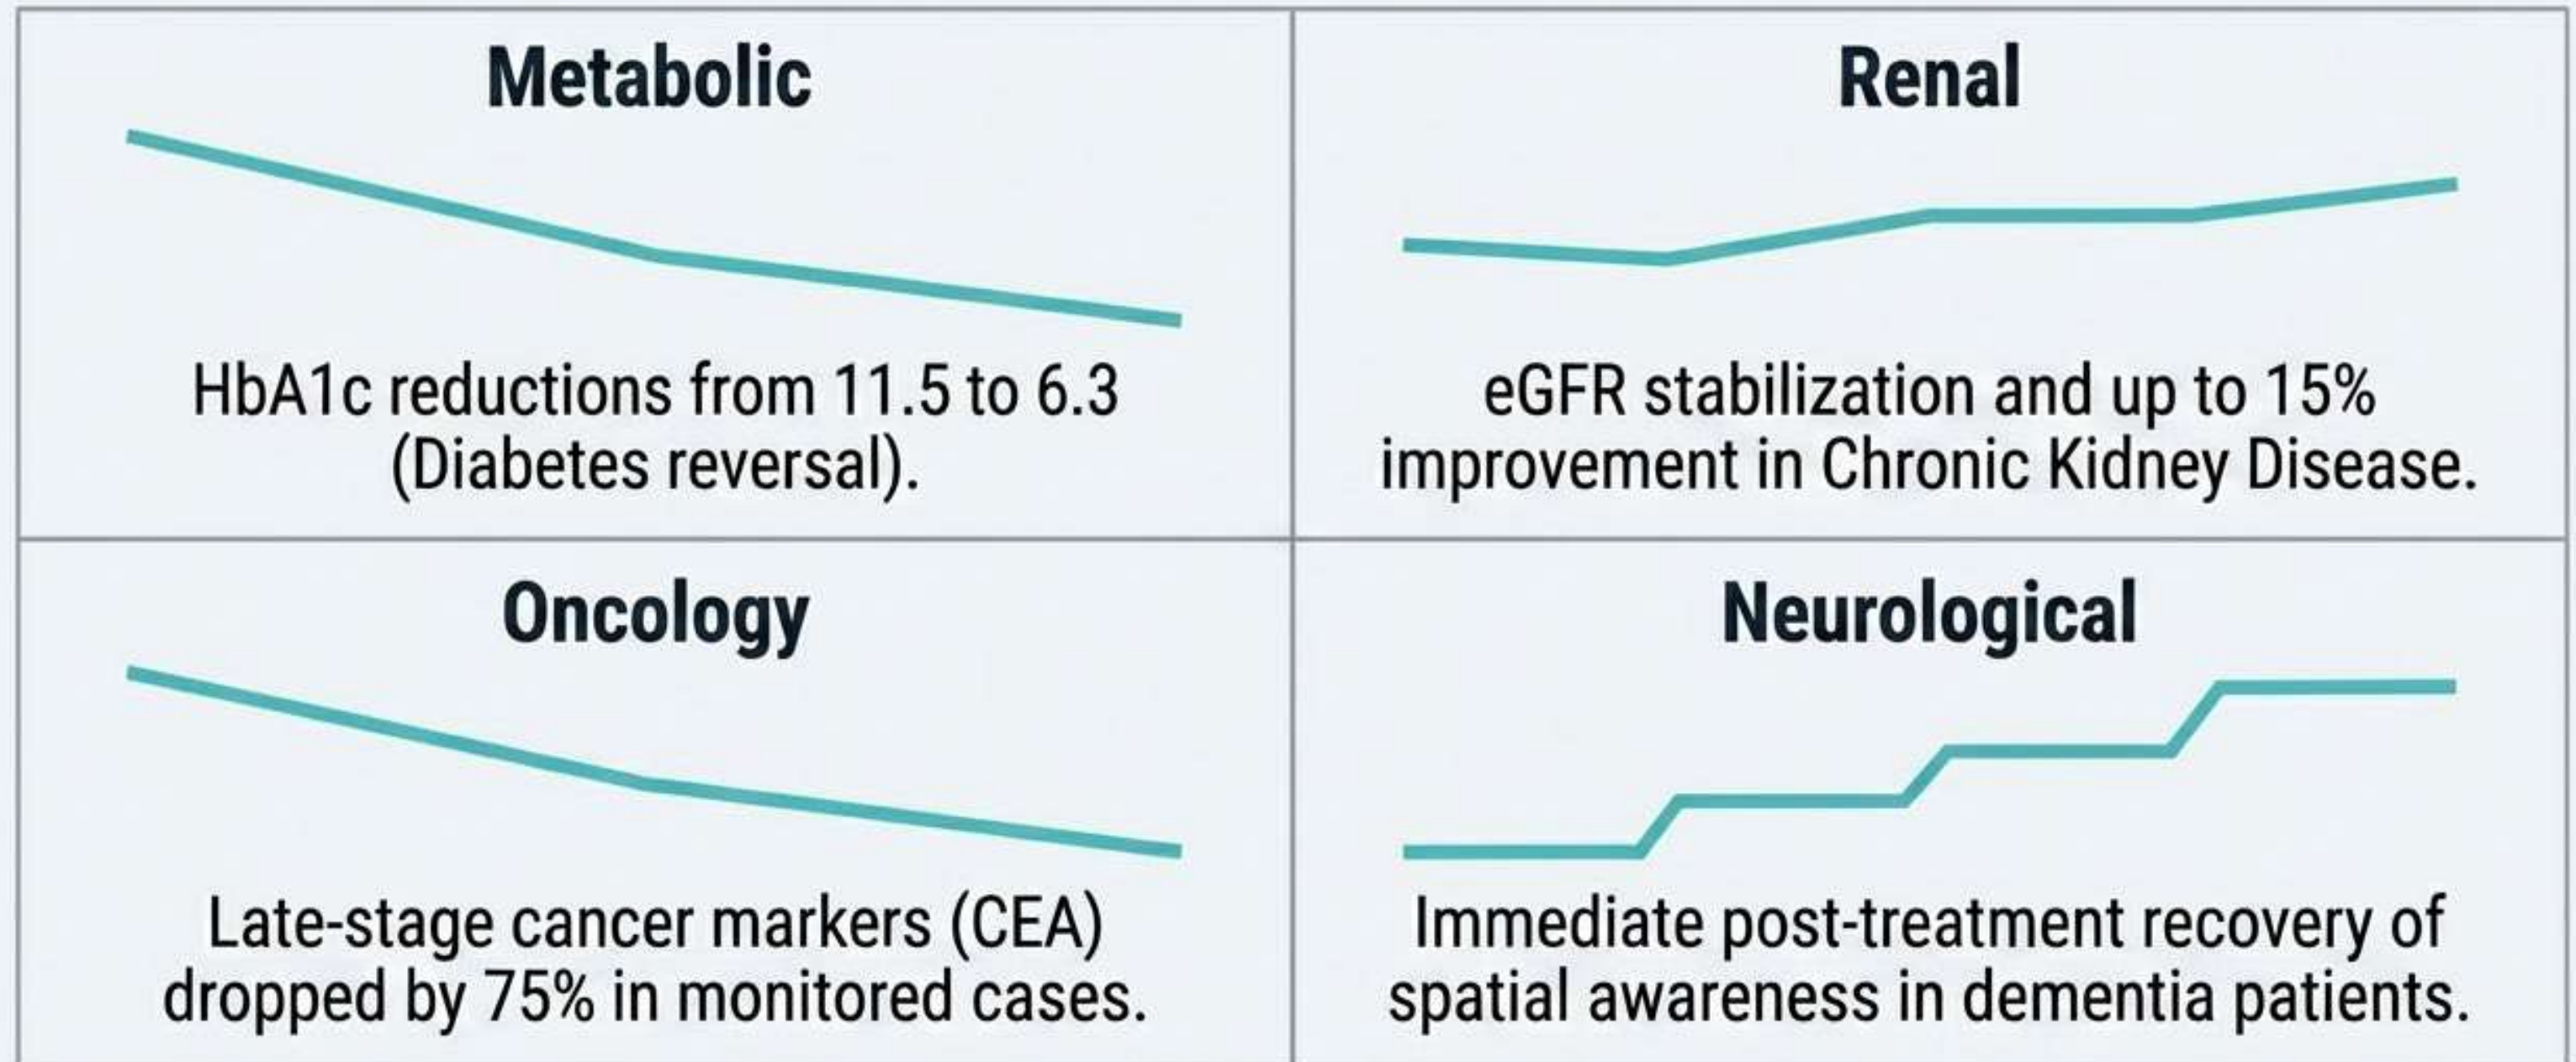 Metabolic
HbA1c reductions from 11.5 to 6.3
(Diabetes reversal).
Renal
eGFR stabilization and up to 15%
improvement in Chronic Kidney Disease.
Oncology
Late-stage cancer markers (CEA)
dropped by 75% in monitored cases.
Neurological
Immediate post-treatment recovery of
spatial awareness in dementia patients.